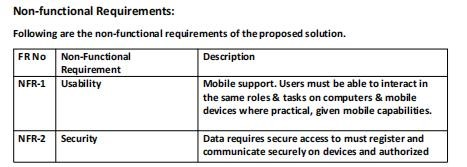 Non-functional Requirements:
Following are the non-functional requirements of the proposed solution.
FR No Non-Functional Description
Requirement
NFR-1 Usability Mobile support. Users must be able to interact in
the same roles & tasks on computers & mobile
devices where practical, given mobile capabilities.
NFR-2 Security Data requires secure access to must register and
communicate securely on devices and authorized